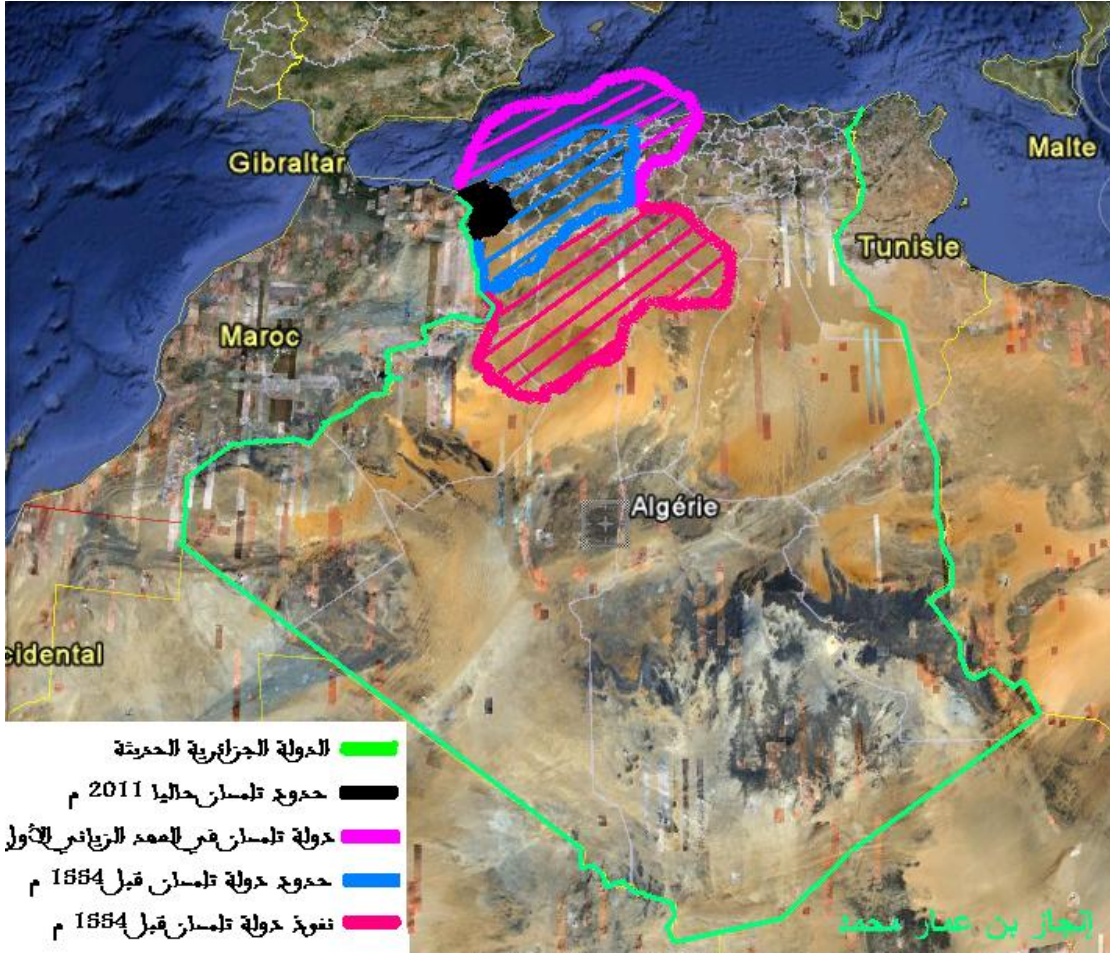 Gibraltar
Malte
Tunisie
Maroc
Algérie
cidental
الدولة الجزائرية الحديثة
حدود تلمسان حاليا 2011 م
دولة تلمسان في العهد الزياني الأول
حدود دولة تلمسان قبل 1554 م
نفوذ دولة تلمسان قبل 1554 م
إنجاز بن عمار محمد